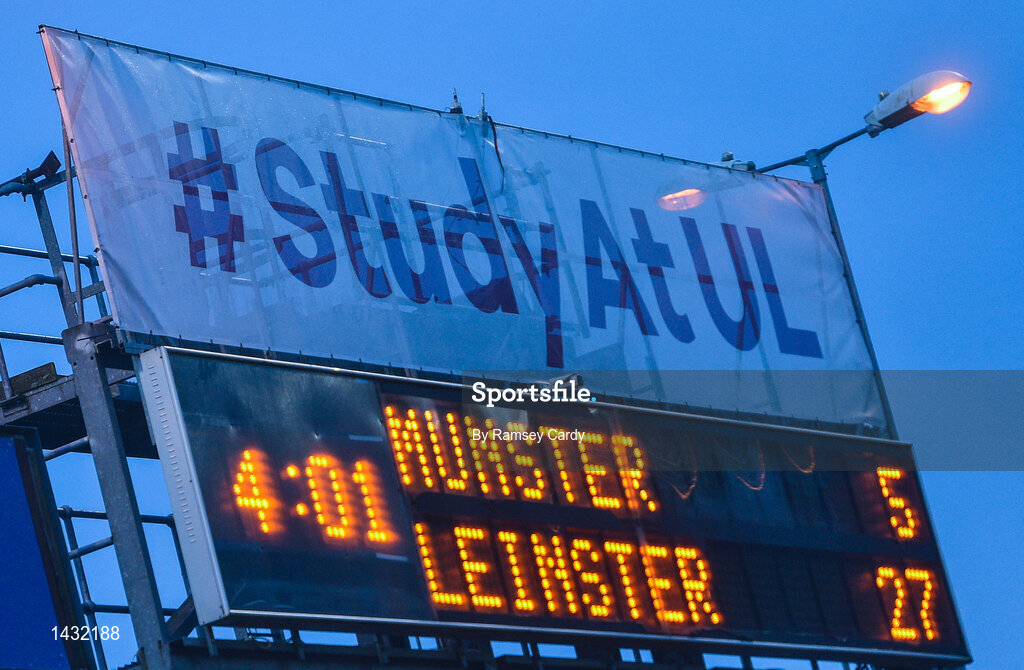 #StudyAtUL
Sportsfile.
By Ramsey Cardy
4:01 MUNSTER 5
LEINSTER 27
1432188